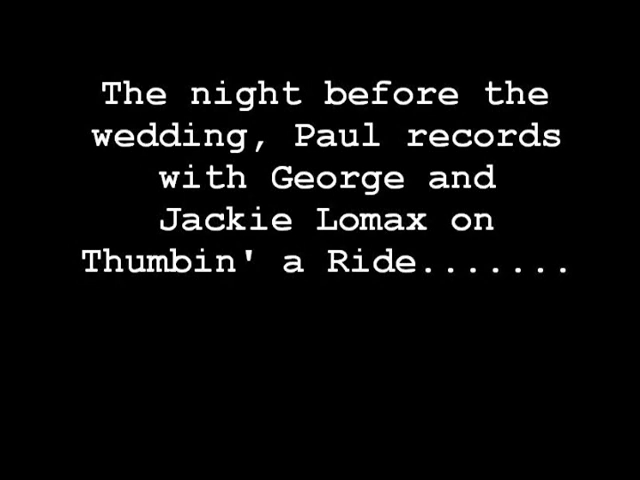 The night before the
wedding, Paul records
with George and
Jackie Lomax on
Thumbin' a Ride.......